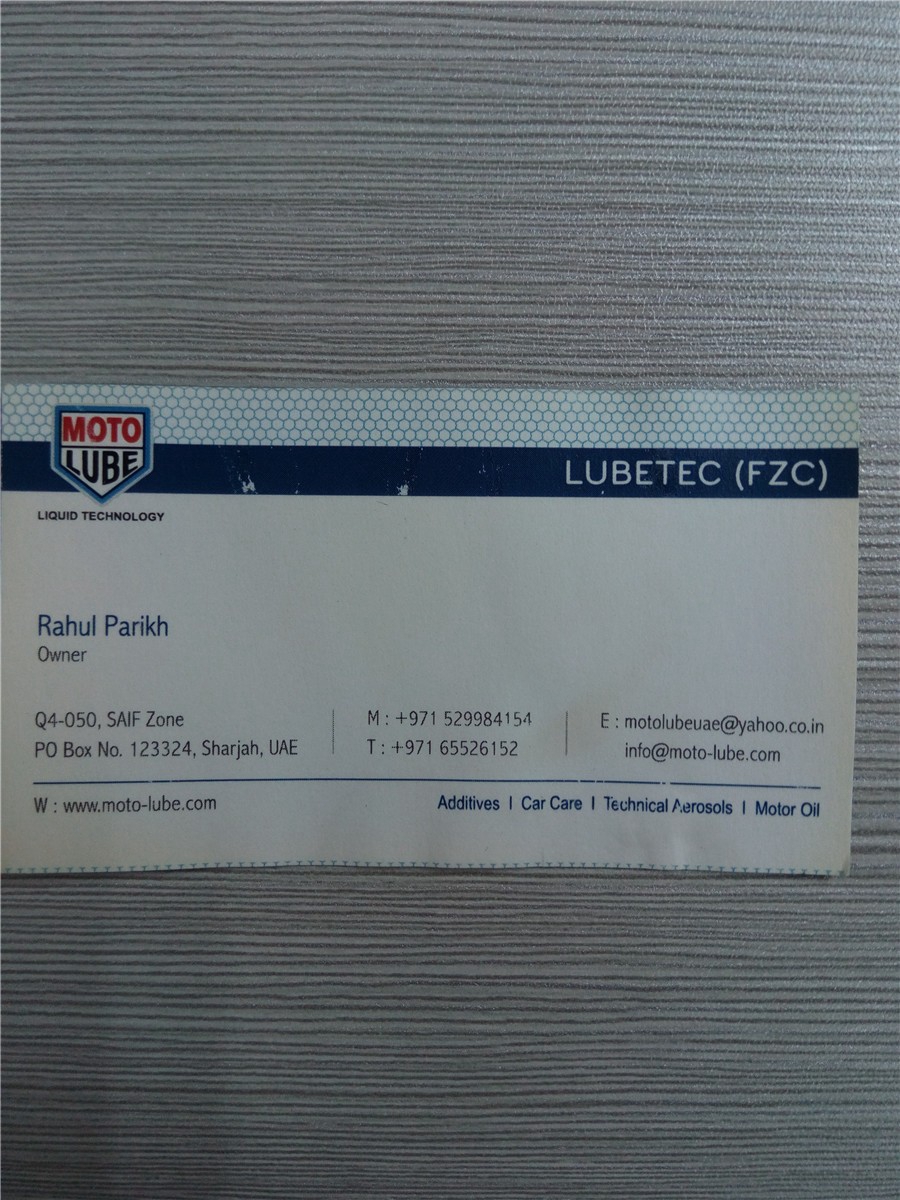 MOTO
LUBE
LIQUID TECHNOLOGY
LUBETEC (FZC)
Rahul Parikh
Owner
Q4-050, SAIF Zone
PO Box No. 123324, Sharjah, UAE
M : +971 529984154
T : +971 65526152
E : motolubeuae@yahoo.co.in
info@moto-lube.com
W : www.moto-lube.com
Additives I Car Care I Technical Aerosols I Motor Oil